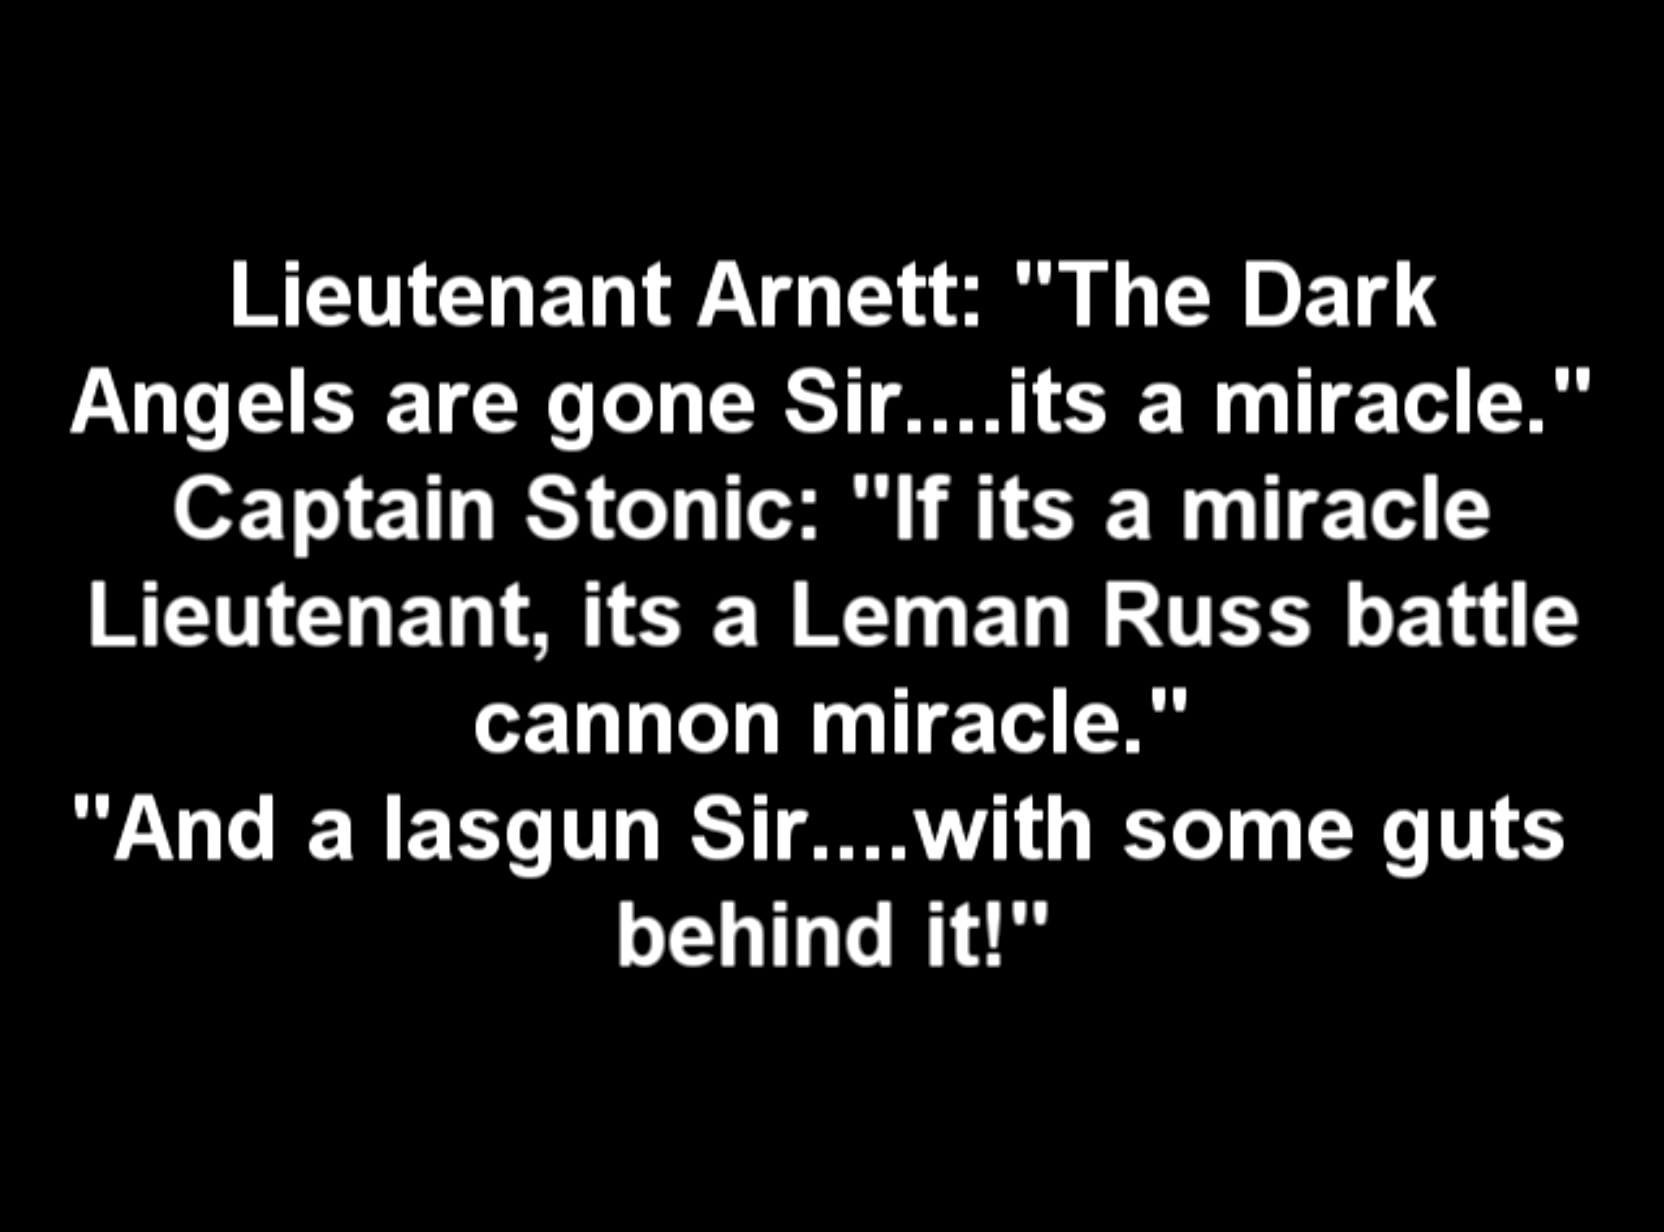 Lieutenant Arnett: "The Dark
Angels are gone Sir....its a miracle."
Captain Stonic: "If its a miracle
Lieutenant, its a Leman Russ battle
cannon miracle."
"And a lasgun Sir....with some guts
behind it!"